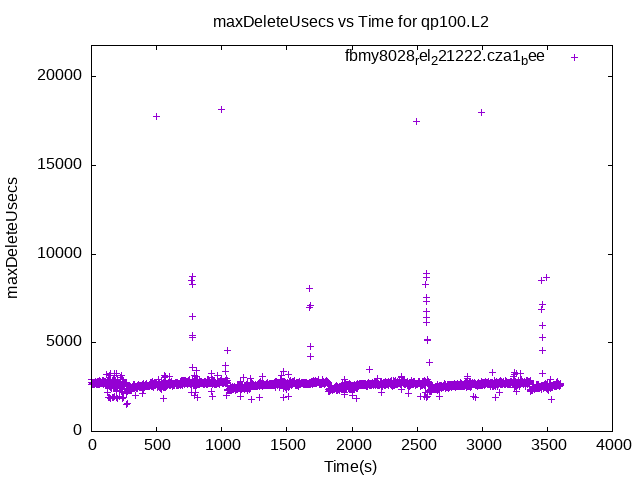 maxDeleteUsecs vs Time for qp100.L2
fbmy8028rel221222.cza1bee
20000
15000
10000
5000
0
maxDeleteUsecs
0 500 1000 1500 2000 2500 3000 3500 4000
Time(s)